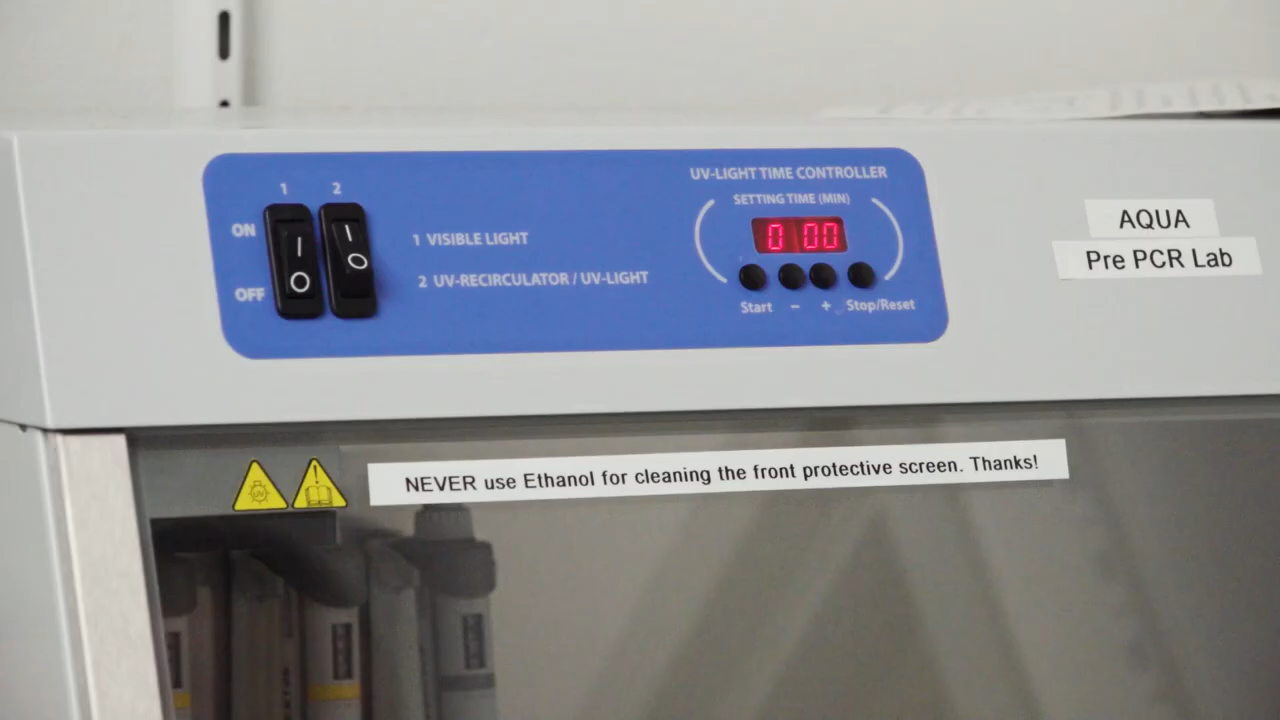 1 2
ON
OFF
1 VISIBLE LIGHT
2 UV-RECIRCULATOR / UV-LIGHT
UV-LIGHT TIME CONTROLLER
SETTING TIME (MIN)
0 00
Start − + Stop/Reset
AQUA
Pre PCR Lab
UV
NEVER use Ethanol for cleaning the front protective screen. Thanks!